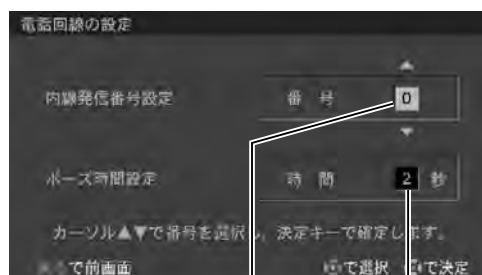 電話回線の設定
▲
内線発信番号設定 番 号 0
▼
ポーズ時間設定 時 間 2 秒
カーソル▲▼で番号を選択し、決定キーで確定します。
で前画面 で選択 で決定